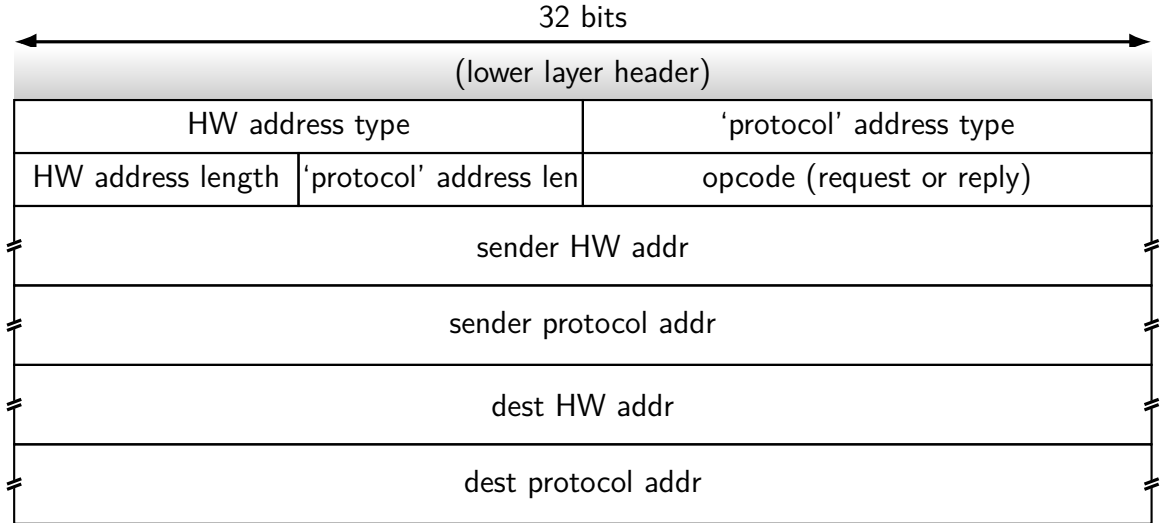 32 bits
(lower layer header)
HW address type
‘protocol’ address type
HW address length
‘protocol’ address len
opcode (request or reply)
sender HW addr
sender protocol addr
dest HW addr
dest protocol addr